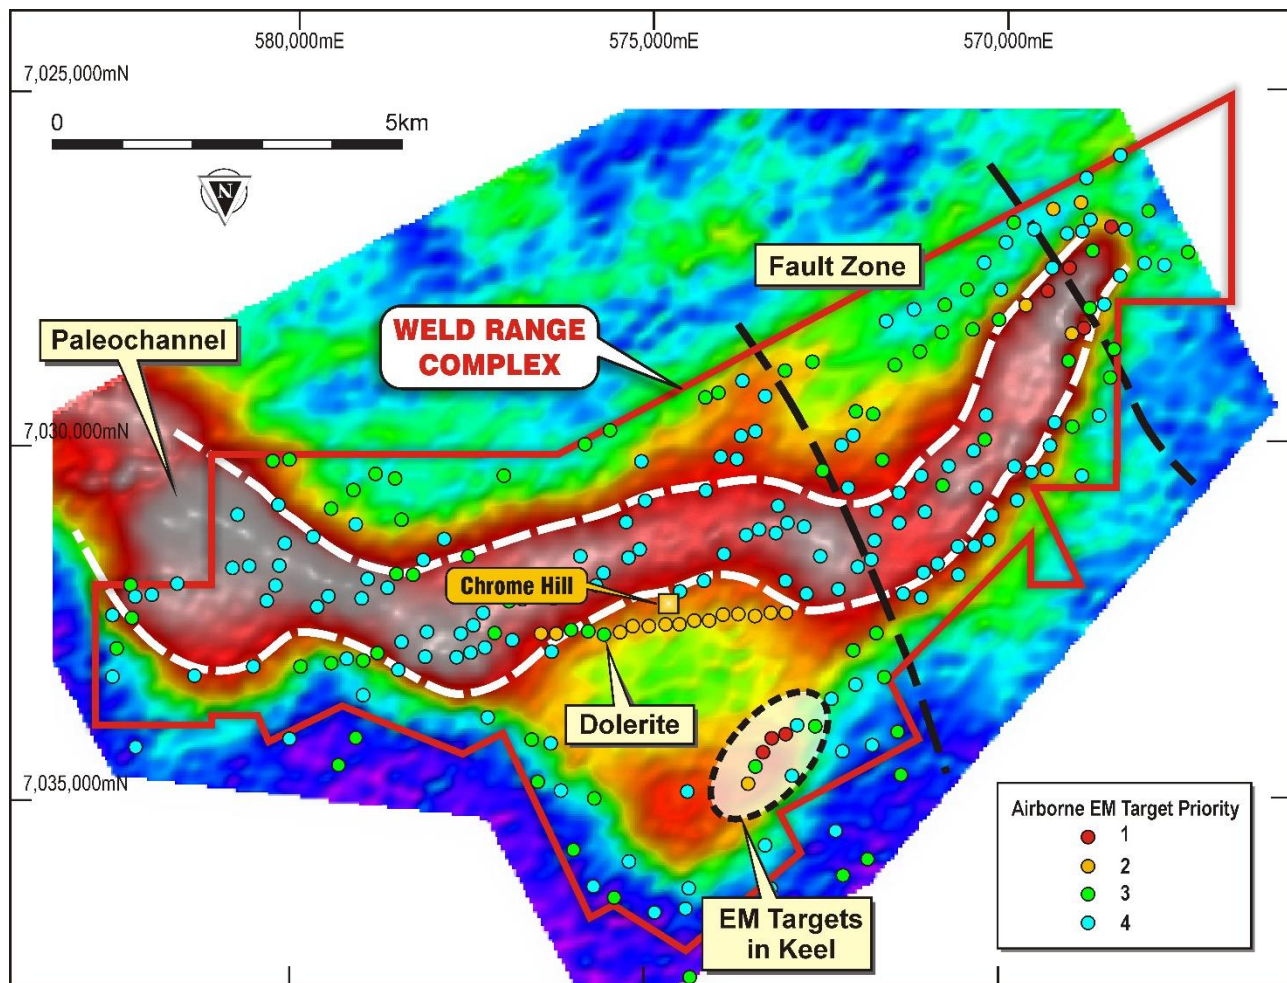 580,000mE
575,000mE
570,000mE
7,025,000mN
0
5km
N
Fault Zone
Paleochannel
WELD RANGE
COMPLEX
7,030,000mN
Chrome Hill
Dolerite
7,035,000mN
Airborne EM Target Priority
1
2
3
4
EM Targets
in Keel